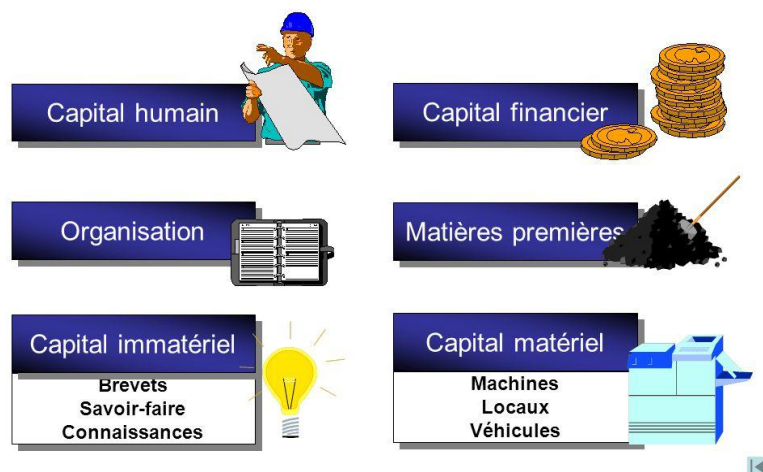 Capital humain
Capital financier
Organisation
Matières premières
Capital immatériel
Brevets
Savoir-faire
Connaissances
Capital matériel
Machines
Locaux
Véhicules